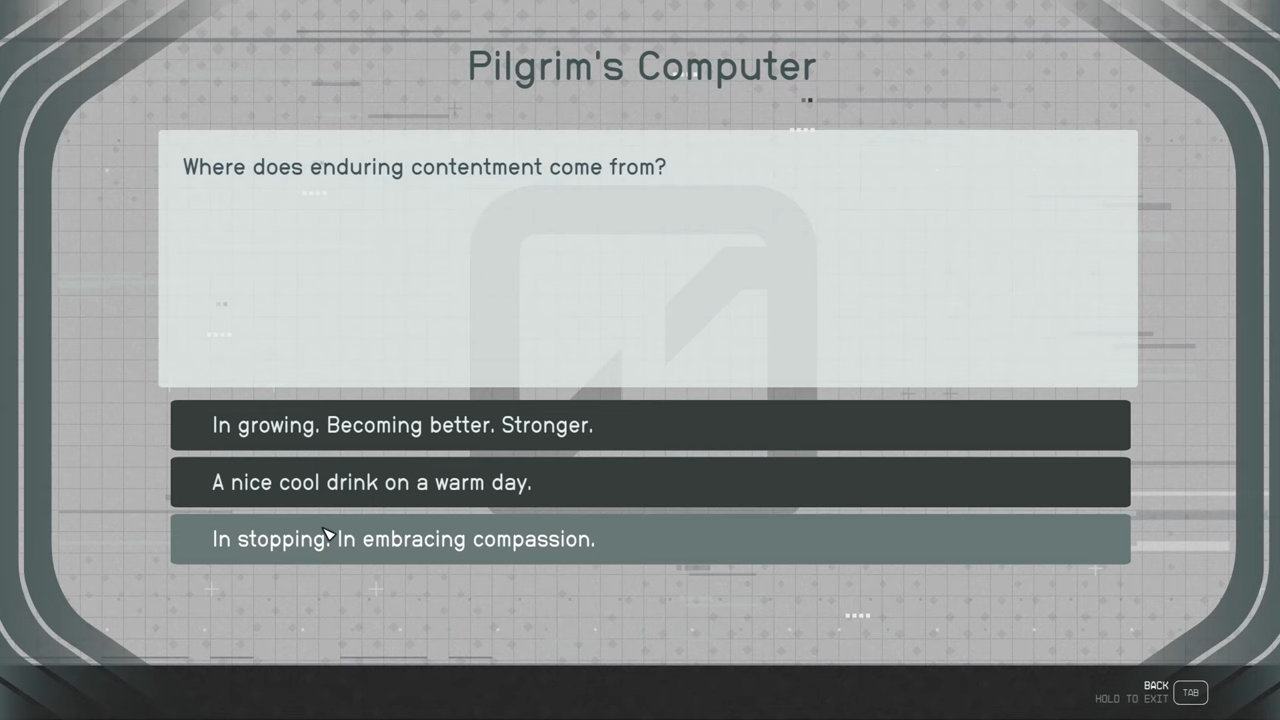 Pilgrim's Computer
Where does enduring contentment come from?
In growing. Becoming better. Stronger.
A nice cool drink on a warm day.
In stopping. In embracing compassion.
BACK
HOLD TO EXIT
TAB